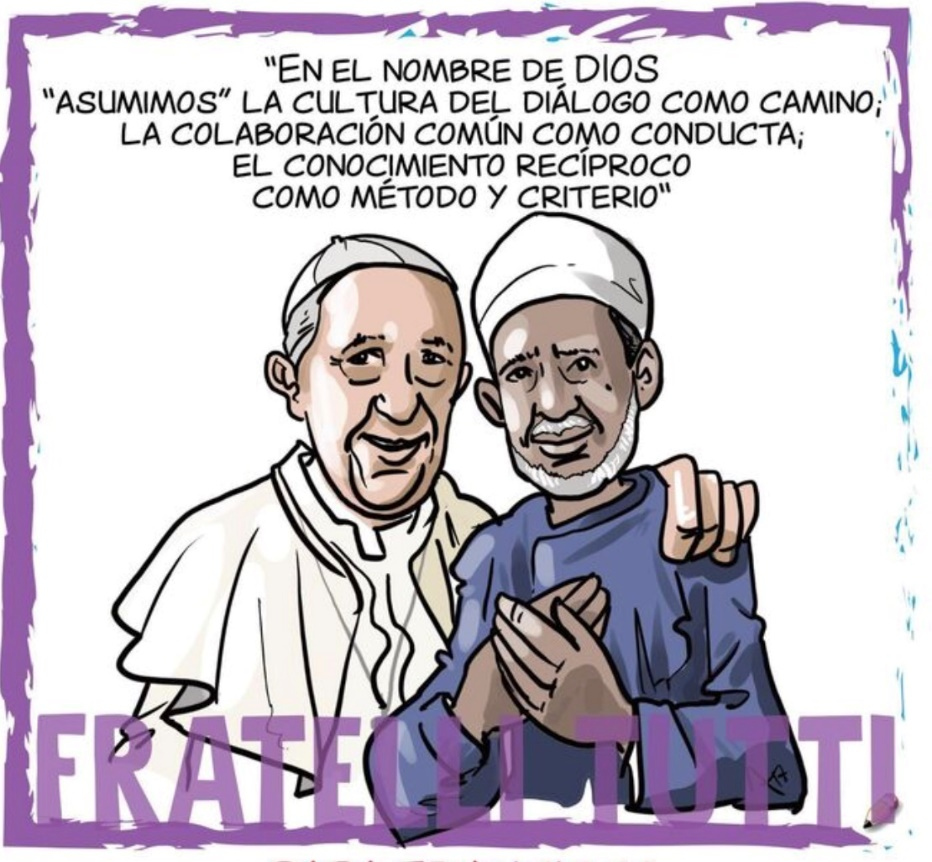 "EN EL NOMBRE DE DIOS
"ASUMIMOS" LA CULTURA DEL DIÁLOGO COMO CAMINO;
LA COLABORACIÓN COMÚN COMO CONDUCTA;
EL CONOCIMIENTO RECÍPROCO
COMO MÉTODO Y CRITERIO"
FRATELLI TUTTI